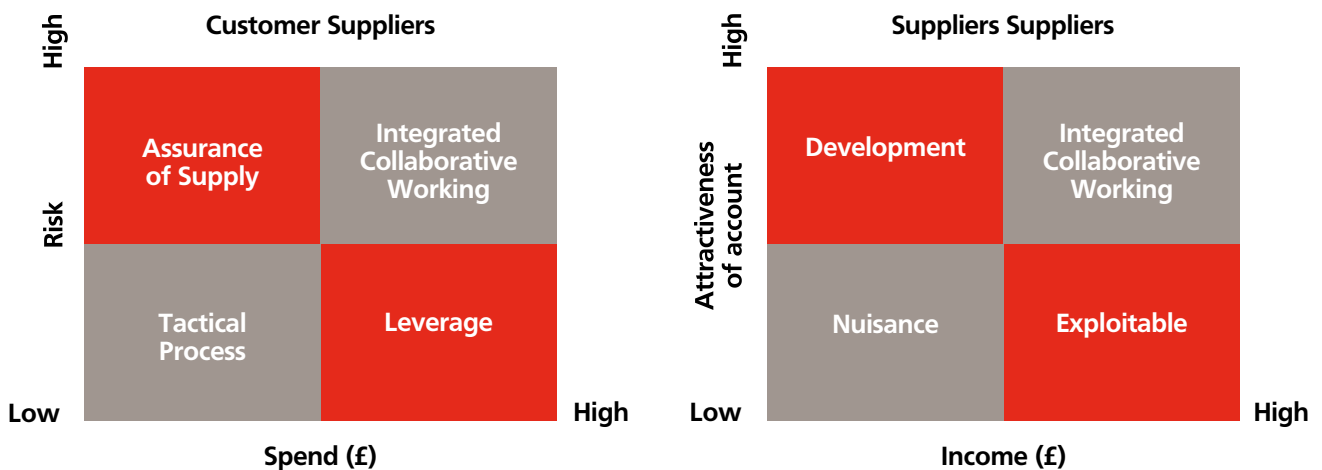 Customer Suppliers
High
Risk
Assurance
of Supply
Integrated
Collaborative
Working
Tactical
Process
Leverage
Low
High
Spend (£)
Suppliers Suppliers
High
Attractiveness
of account
Development
Integrated
Collaborative
Working
Nuisance
Exploitable
Low
High
Income (£)